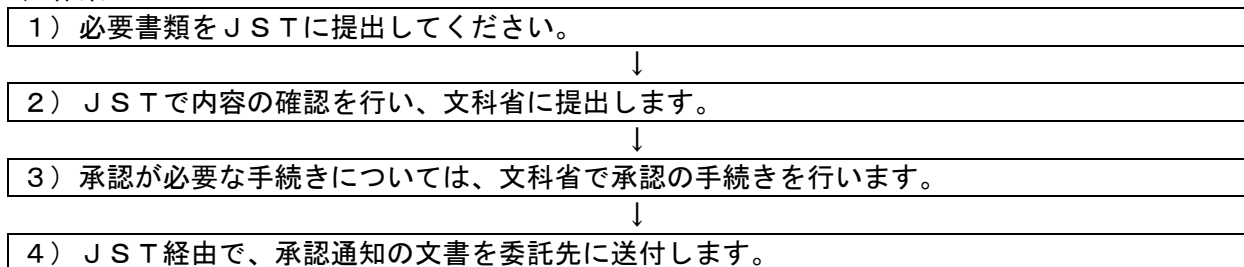 １）必要書類をＪＳＴに提出してください。
↓
２）ＪＳＴで内容の確認を行い、文科省に提出します。
↓
３）承認が必要な手続きについては、文科省で承認の手続きを行います。
↓
４）ＪＳＴ経由で、承認通知の文書を委託先に送付します。